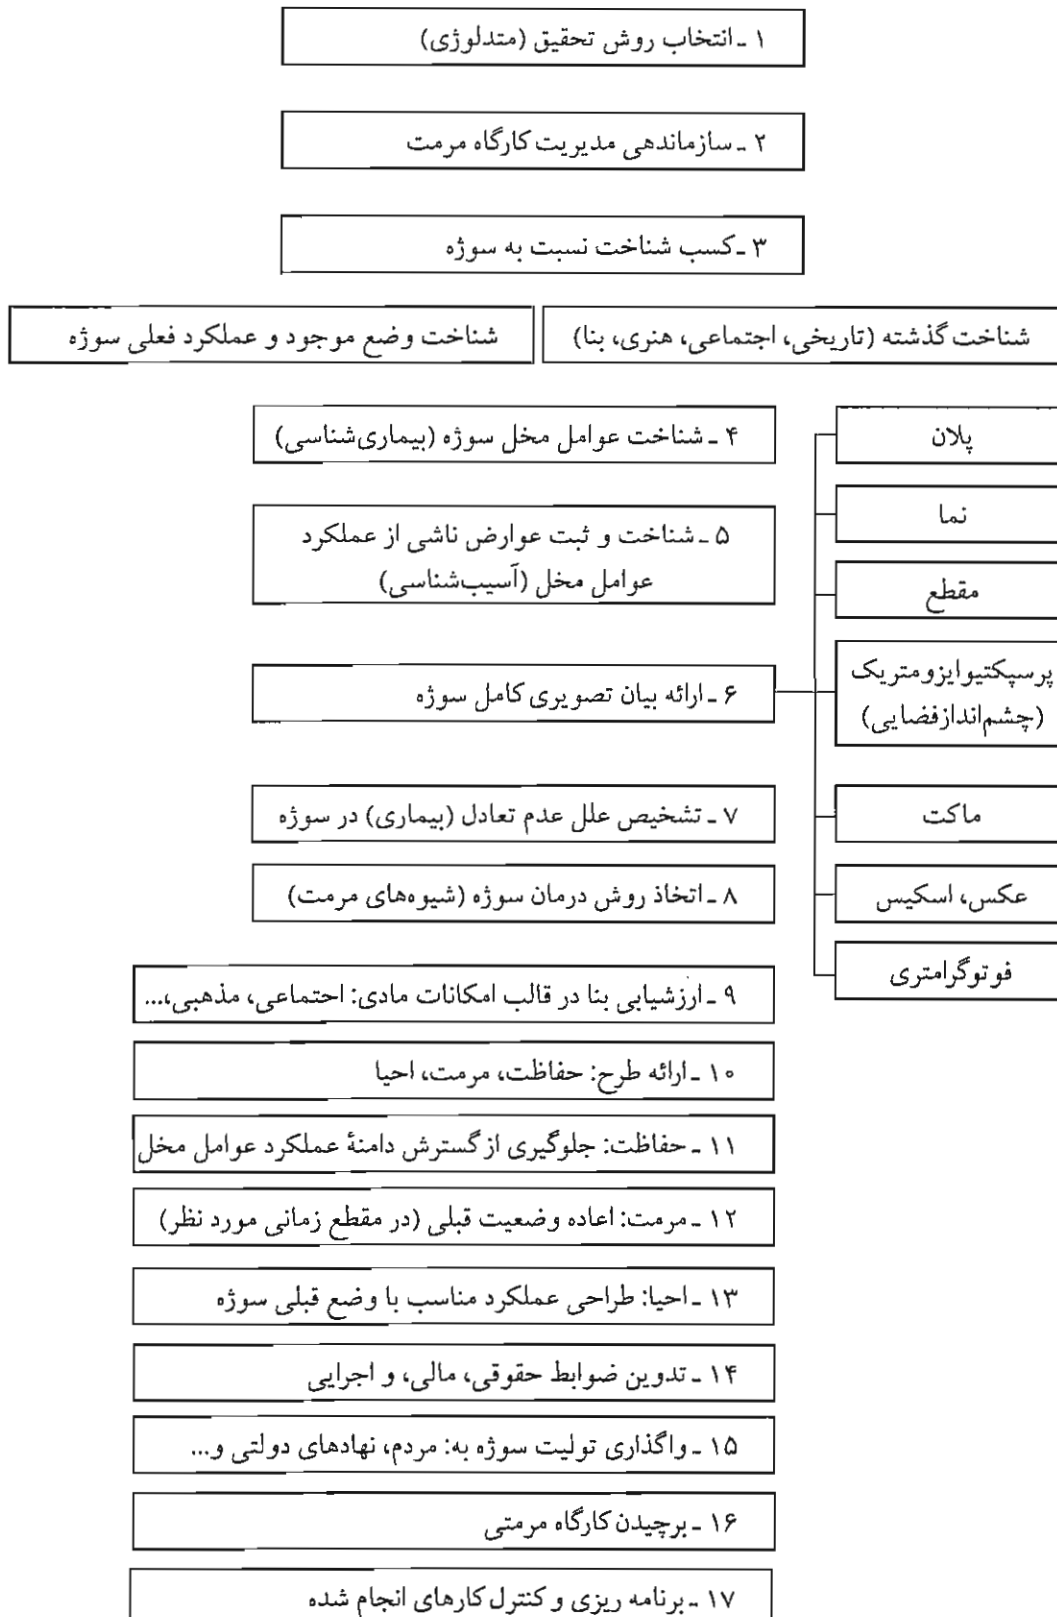 ۱ ـ انتخاب روش تحقیق (متدلوژی)
۲ ـ سازماندهی مدیریت کارگاه مرمت
۳ ـ کسب شناخت نسبت به سوژه
شناخت گذشته (تاریخی، اجتماعی، هنری، بنا)
شناخت وضع موجود و عملکرد فعلی سوژه
پلان
نما
مقطع
پرسپکتیو ایزومتریک
(چشم‌انداز فضایی)
ماکت
عکس، اسکیس
فوتوگرامتری
۴ ـ شناخت عوامل مخل سوژه (بیماری‌شناسی)
۵ ـ شناخت و ثبت عوارض ناشی از عملکرد
عوامل مخل (آسیب‌شناسی)
۶ ـ ارائه بیان تصویری کامل سوژه
۷ ـ تشخیص علل عدم تعادل (بیماری) در سوژه
۸ ـ اتخاذ روش درمان سوژه (شیوه‌های مرمت)
۹ ـ ارزشیابی بنا در قالب امکانات مادی: احتماعی، مذهبی،...
۱۰ ـ ارائه طرح: حفاظت، مرمت، احیا
۱۱ ـ حفاظت: جلوگیری از گسترش دامنهٔ عملکرد عوامل مخل
۱۲ ـ مرمت: اعاده وضعیت قبلی (در مقطع زمانی مورد نظر)
۱۳ ـ احیا: طراحی عملکرد مناسب با وضع قبلی سوژه
۱۴ ـ تدوین ضوابط حقوقی، مالی، و اجرایی
۱۵ ـ واگذاری تولیت سوژه به: مردم، نهادهای دولتی و...
۱۶ ـ برچیدن کارگاه مرمتی
۱۷ ـ برنامه ریزی و کنترل کارهای انجام شده